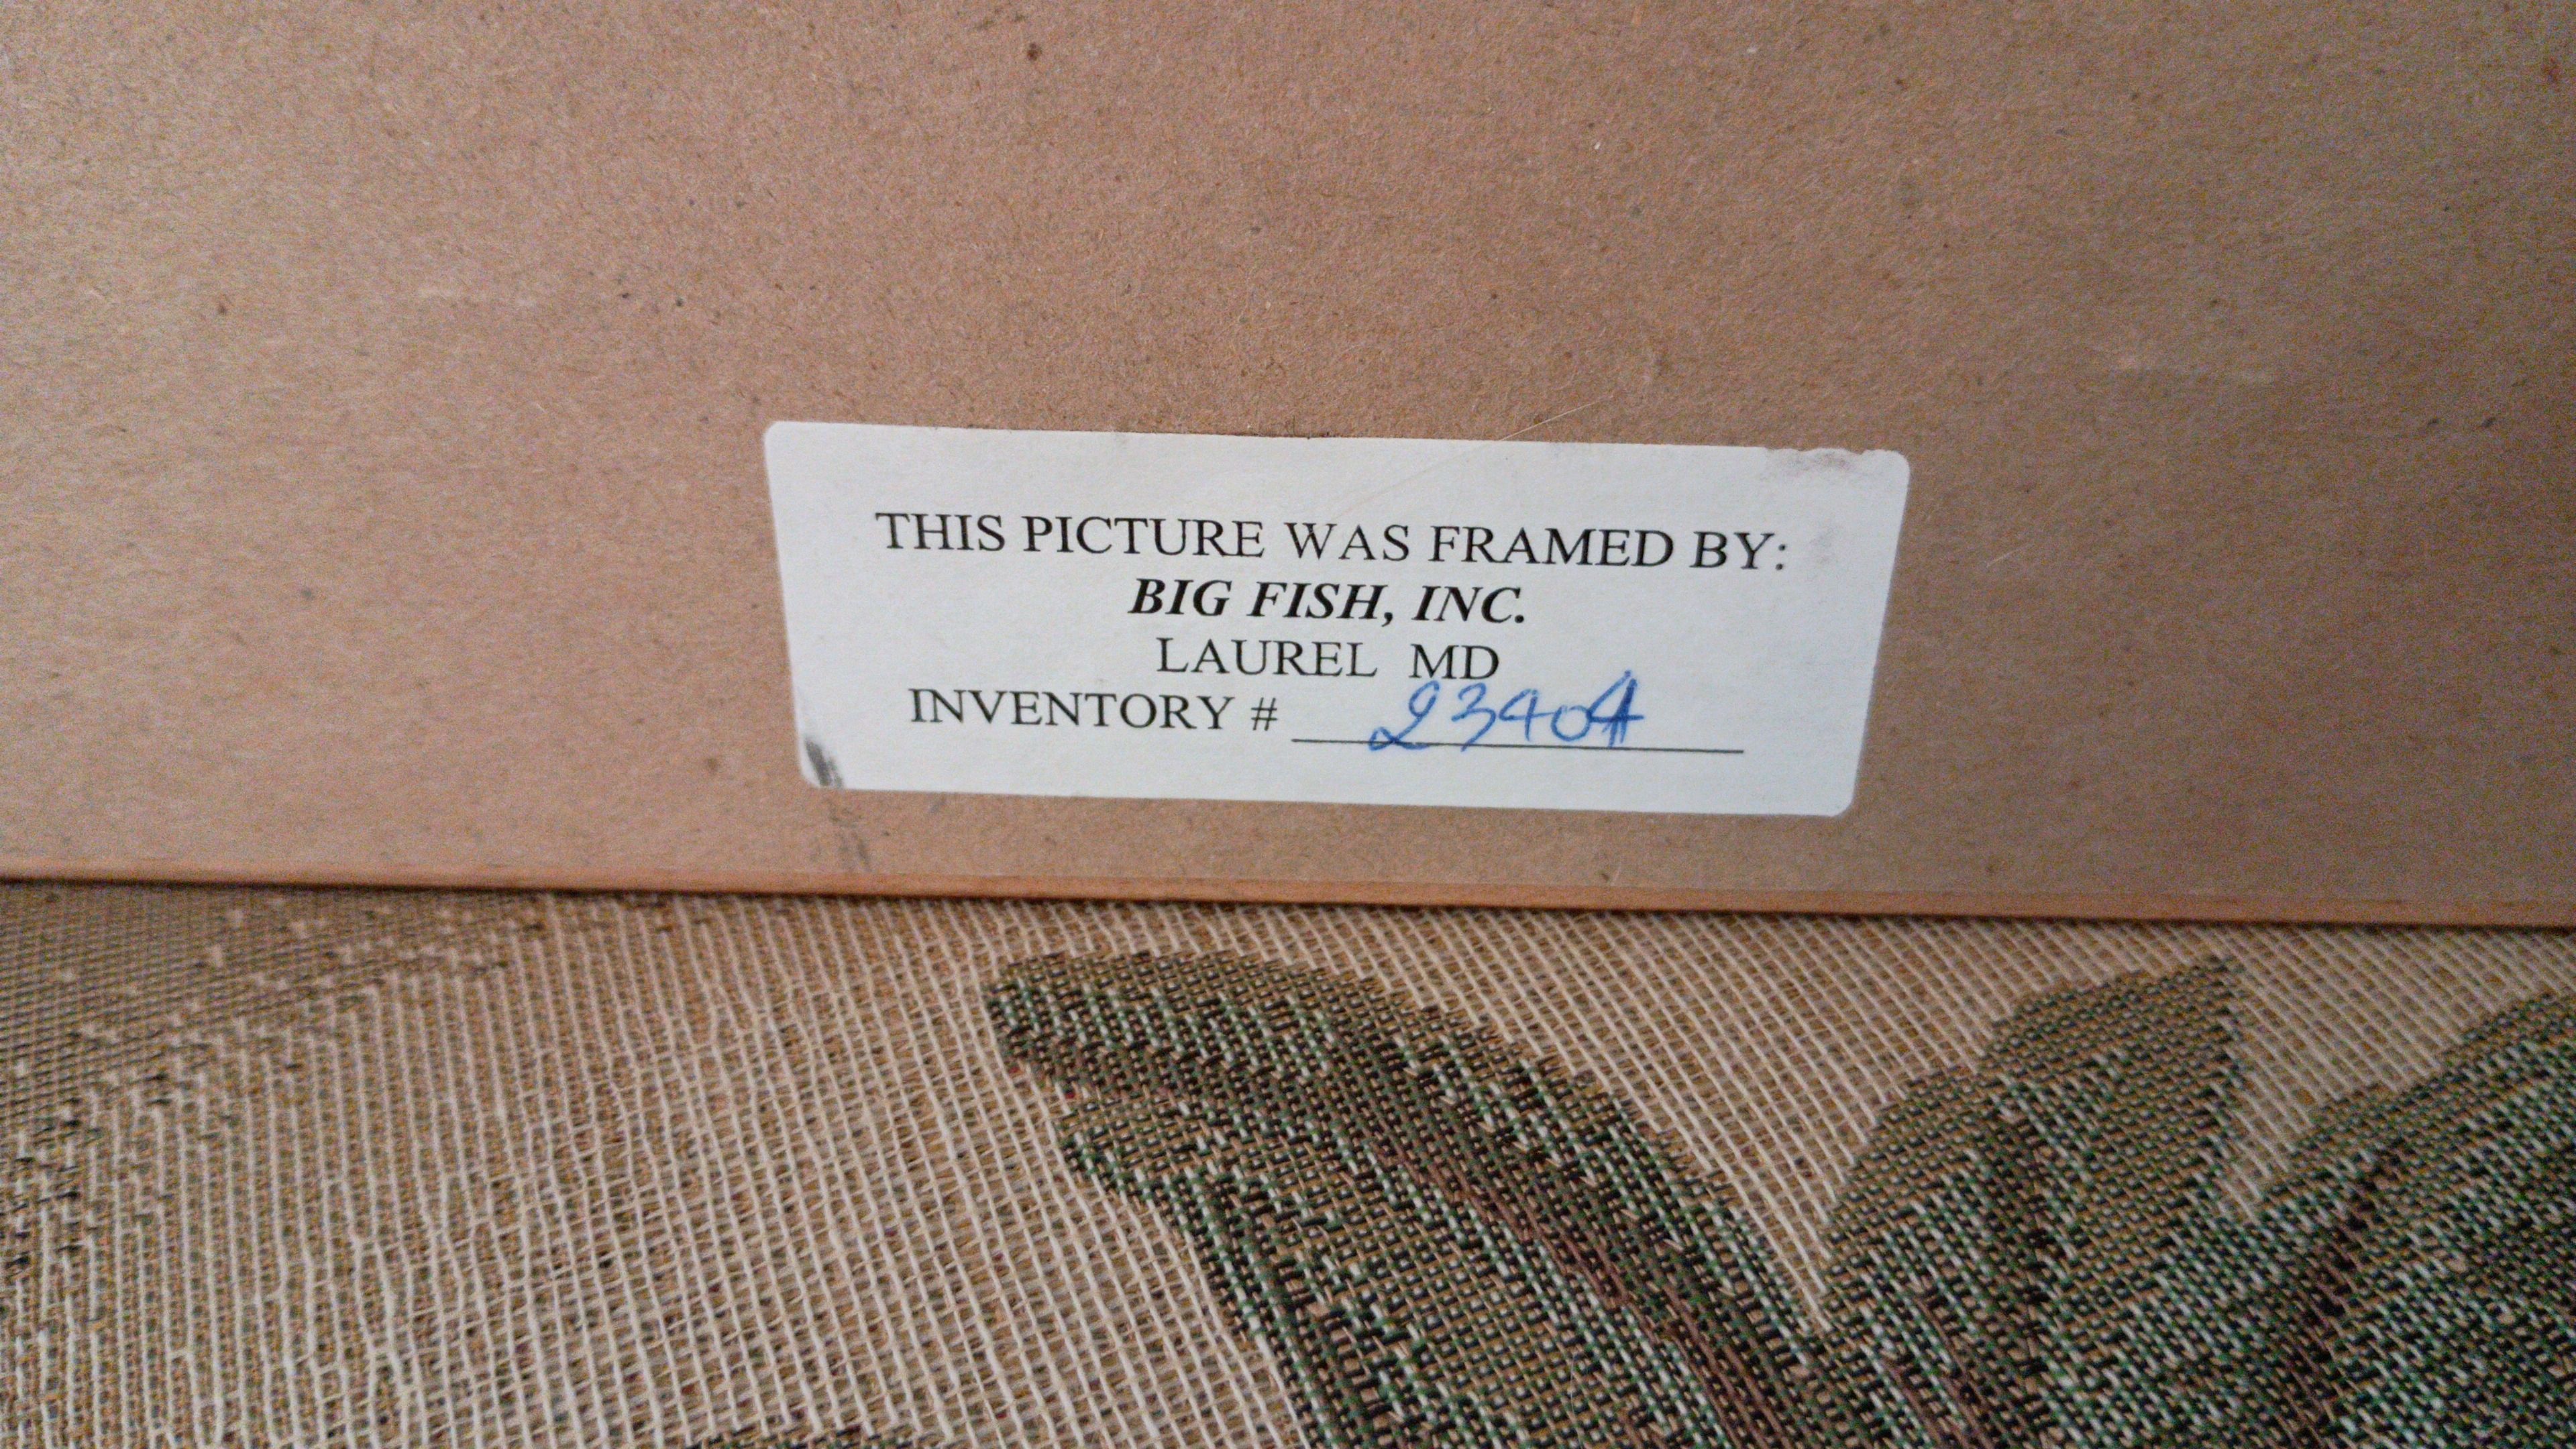 THIS PICTURE WAS FRAMED BY:
BIG FISH, INC.
LAUREL MD
INVENTORY # 23404